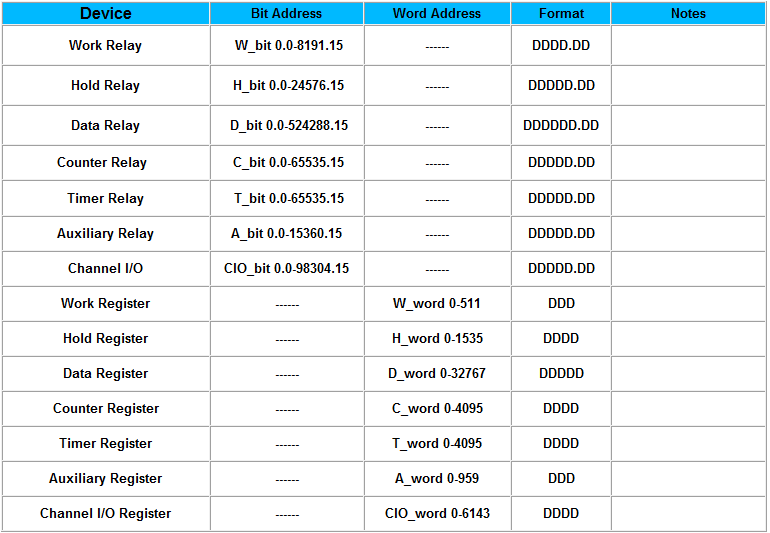 Device Bit Address Word Address Format Notes
Work Relay W_bit 0.0-8191.15 ------ DDDD.DD
Hold Relay H_bit 0.0-24576.15 ------ DDDDD.DD
Data Relay D_bit 0.0-524288.15 ------ DDDDDD.DD
Counter Relay C_bit 0.0-65535.15 ------ DDDDD.DD
Timer Relay T_bit 0.0-65535.15 ------ DDDDD.DD
Auxiliary Relay A_bit 0.0-15360.15 ------ DDDDD.DD
Channel I/O CIO_bit 0.0-98304.15 ------ DDDDD.DD
Work Register ------ W_word 0-511 DDD
Hold Register ------ H_word 0-1535 DDDD
Data Register ------ D_word 0-32767 DDDDD
Counter Register ------ C_word 0-4095 DDDD
Timer Register ------ T_word 0-4095 DDDD
Auxiliary Register ------ A_word 0-959 DDD
Channel I/O Register ------ CIO_word 0-6143 DDDD